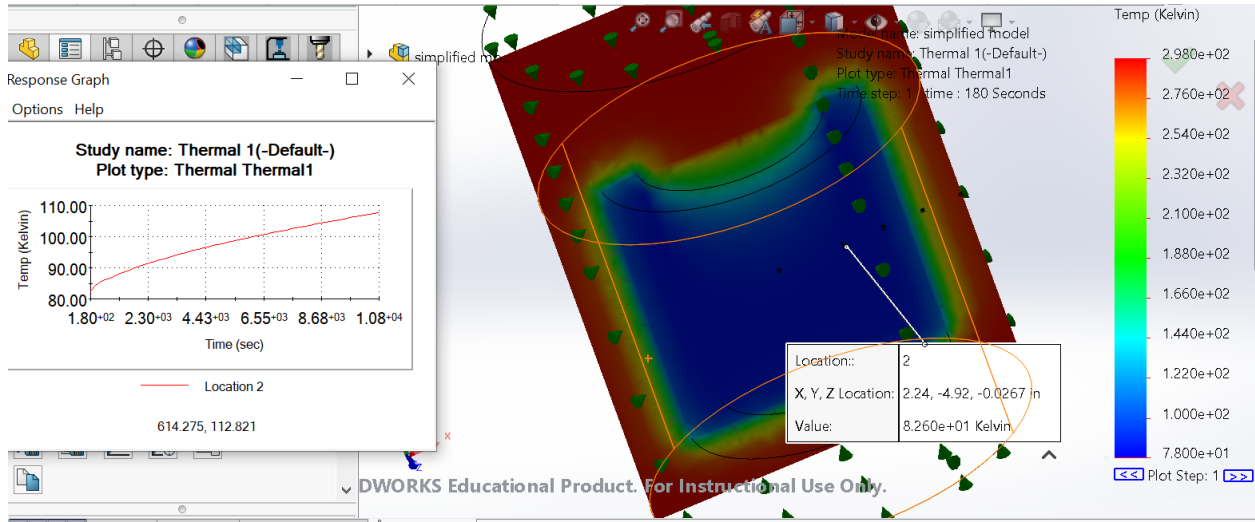 simplified m
Response Graph
Options Help
Study name: Thermal 1(-Default-)
Plot type: Thermal Thermal1
110.00
100.00
90.00
80.00
Temp (Kelvin)
1.80+02 2.30+03 4.43+03 6.55+03 8.68+03 1.08+04
Time (sec)
Location 2
614.275, 112.821
Model name: simplified model
Study name: Thermal 1(-Default-)
Plot type: Thermal Thermal1
Time step: 1 time : 180 Seconds
Temp (Kelvin)
2.980e+02
2.760e+02
2.540e+02
2.320e+02
2.100e+02
1.880e+02
1.660e+02
1.440e+02
1.220e+02
1.000e+02
7.800e+01
<< Plot Step: 1 >>
Location:: 2
X, Y, Z Location: 2.24, -4.92, -0.0267 in
Value: 8.260e+01 Kelvin
x
z
DWORKS Educational Product. For Instructional Use Only.